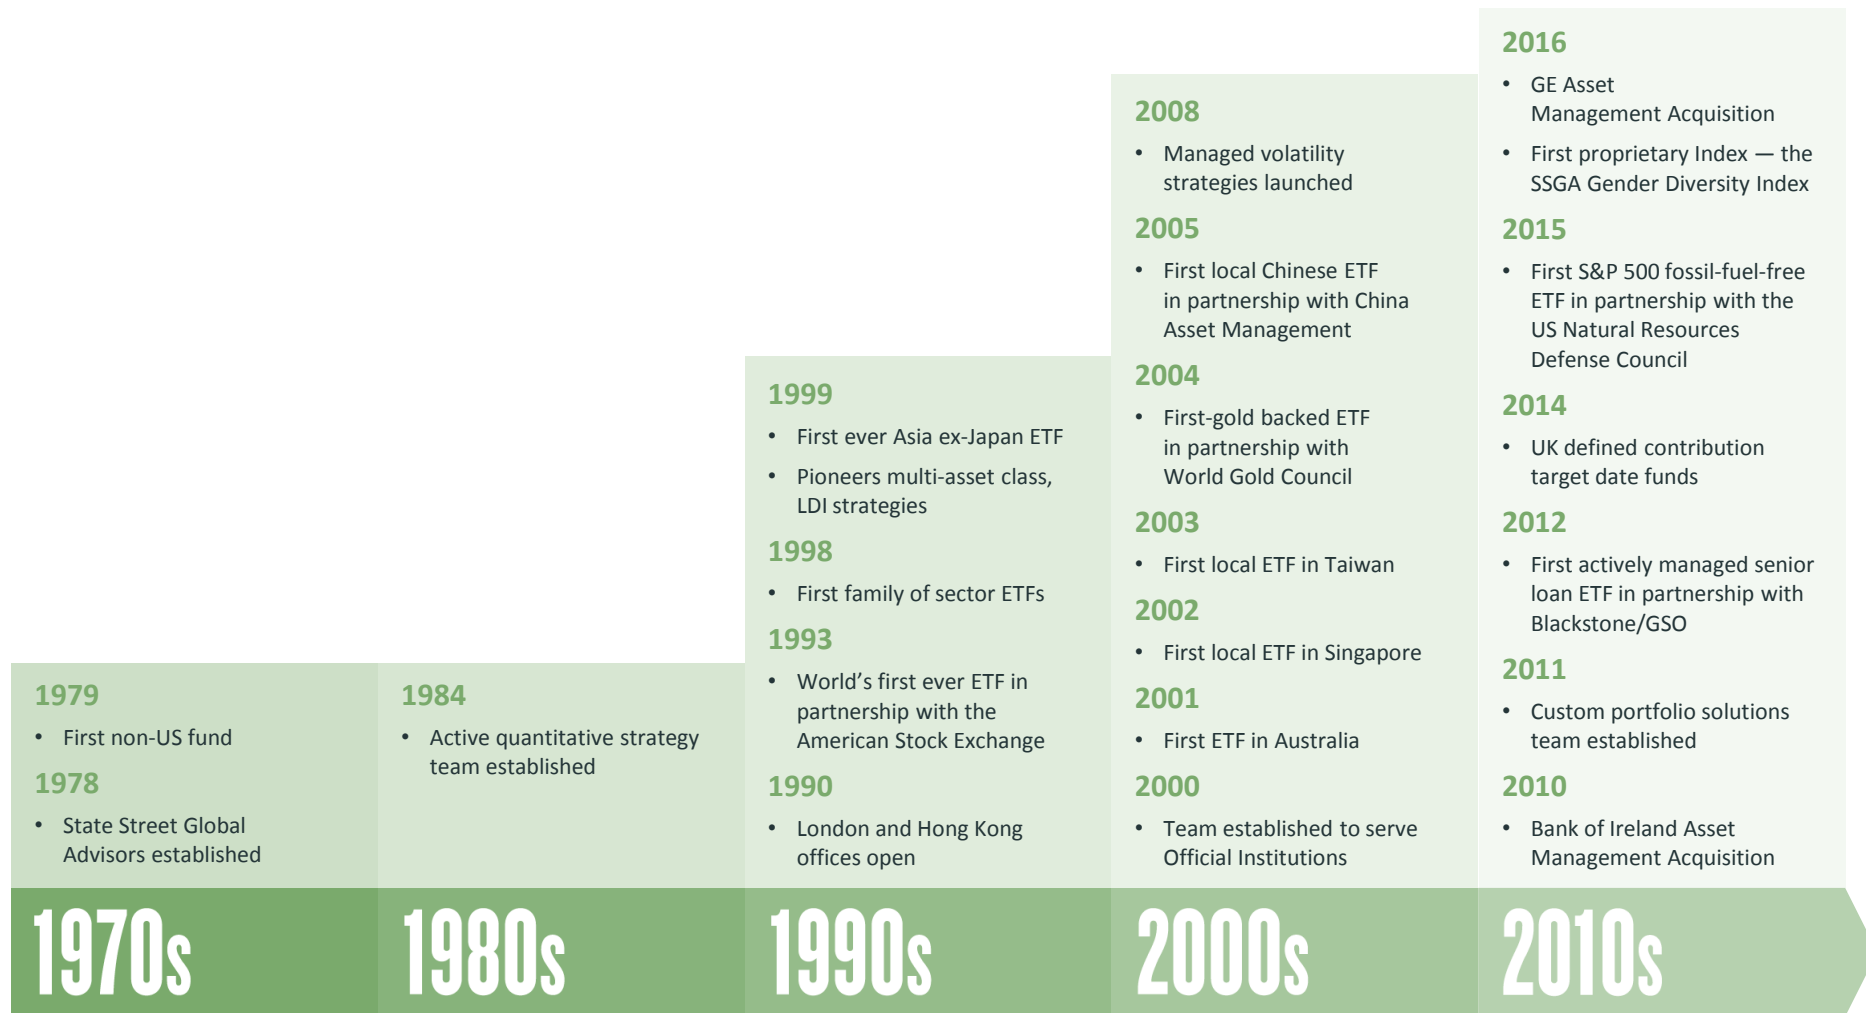 1979
• First non-US fund
1978
• State Street Global
Advisors established
1970s
1984
• Active quantitative strategy
team established
1980s
1999
• First ever Asia ex-Japan ETF
• Pioneers multi-asset class,
LDI strategies
1998
• First family of sector ETFs
1993
• World’s first ever ETF in
partnership with the
American Stock Exchange
1990
• London and Hong Kong
offices open
1990s
2008
• Managed volatility
strategies launched
2005
• First local Chinese ETF
in partnership with China
Asset Management
2004
• First-gold backed ETF
in partnership with
World Gold Council
2003
• First local ETF in Taiwan
2002
• First local ETF in Singapore
2001
• First ETF in Australia
2000
• Team established to serve
Official Institutions
2000s
2016
• GE Asset
Management Acquisition
• First proprietary Index — the
SSGA Gender Diversity Index
2015
• First S&P 500 fossil-fuel-free
ETF in partnership with the
US Natural Resources
Defense Council
2014
• UK defined contribution
target date funds
2012
• First actively managed senior
loan ETF in partnership with
Blackstone/GSO
2011
• Custom portfolio solutions
team established
2010
• Bank of Ireland Asset
Management Acquisition
2010s